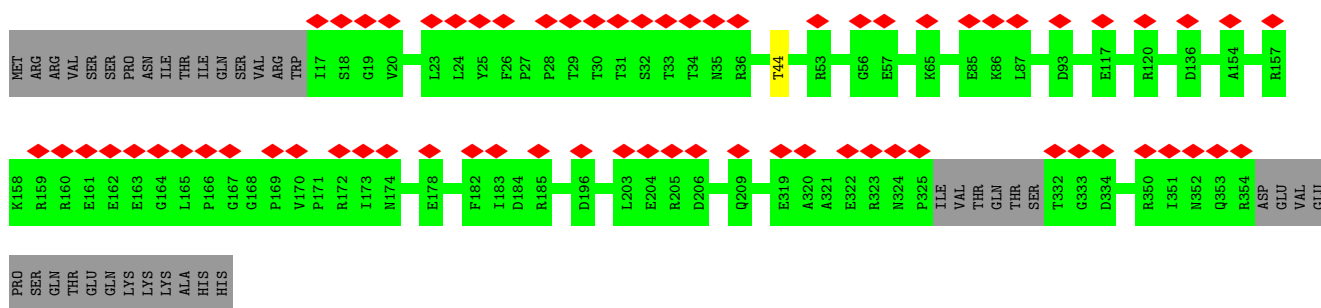 MET ARG ARG VAL SER SER PRO ASN ILE THR ILE GLN SER VAL ARG TRP I17 S18 G19 V20 L23 L24 Y25 F26 P27 P28 T29 T30 T31 S32 T33 T34 N35 R36 T44 R53 G56 E57 K65 E85 K86 L87 D93 E117 R120 D136 A154 R157
K158 R159 R160 E161 E162 E163 G164 L165 P166 G167 G168 P169 V170 P171 R172 I173 N174 E178 F182 I183 D184 R185 D196 L203 E204 R205 D206 Q209 E319 A320 A321 E322 R323 N324 P325 ILE VAL THR GLN THR SER T332 G333 D334 R350 I351 N352 Q353 R354 ASP GLU VAL GLU
PRO SER GLN THR GLU GLN LYS LYS LYS ALA HIS HIS